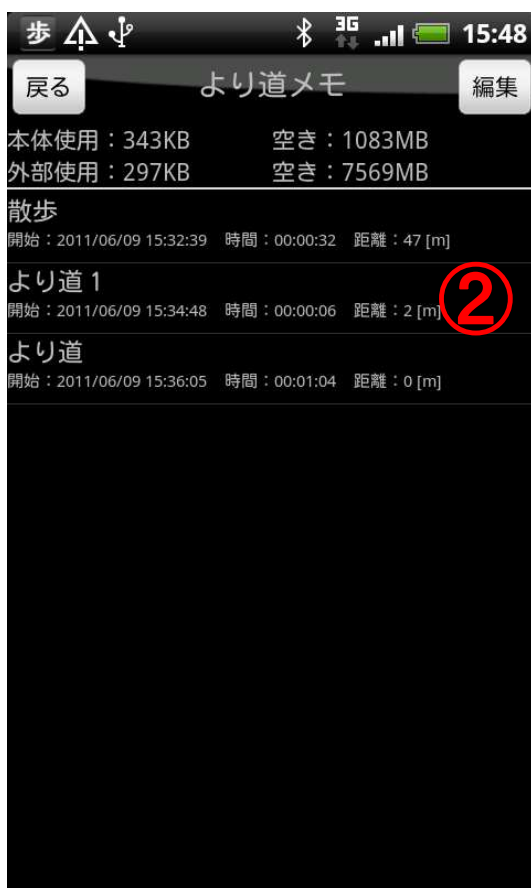 歩 3G 15:48
戻る より道メモ 編集
本体使用：343KB 空き：1083MB
外部使用：297KB 空き：7569MB
散歩
開始：2011/06/09 15:32:39 時間：00:00:32 距離：47 [m]
より道１
開始：2011/06/09 15:34:48 時間：00:00:06 距離：2 [m]
②
より道
開始：2011/06/09 15:36:05 時間：00:01:04 距離：0 [m]